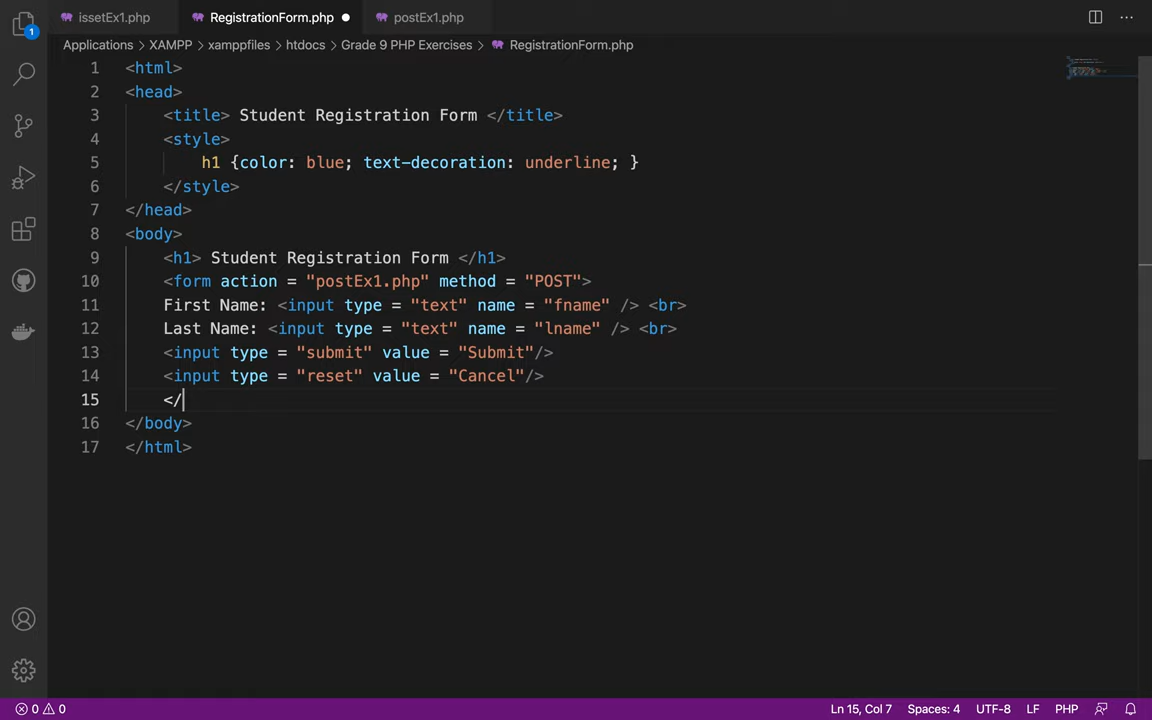 issetEx1.php RegistrationForm.php postEx1.php
Applications > XAMPP > xamppfiles > htdocs > Grade 9 PHP Exercises > RegistrationForm.php
1 <html>
2 <head>
3 <title> Student Registration Form </title>
4 <style>
5 h1 {color: blue; text-decoration: underline; }
6 </style>
7 </head>
8 <body>
9 <h1> Student Registration Form </h1>
10 <form action = "postEx1.php" method = "POST">
11 First Name: <input type = "text" name = "fname" /> <br>
12 Last Name: <input type = "text" name = "lname" /> <br>
13 <input type = "submit" value = "Submit"/>
14 <input type = "reset" value = "Cancel"/>
15 </
16 </body>
17 </html>
1
0 0 Ln 15, Col 7 Spaces: 4 UTF-8 LF PHP